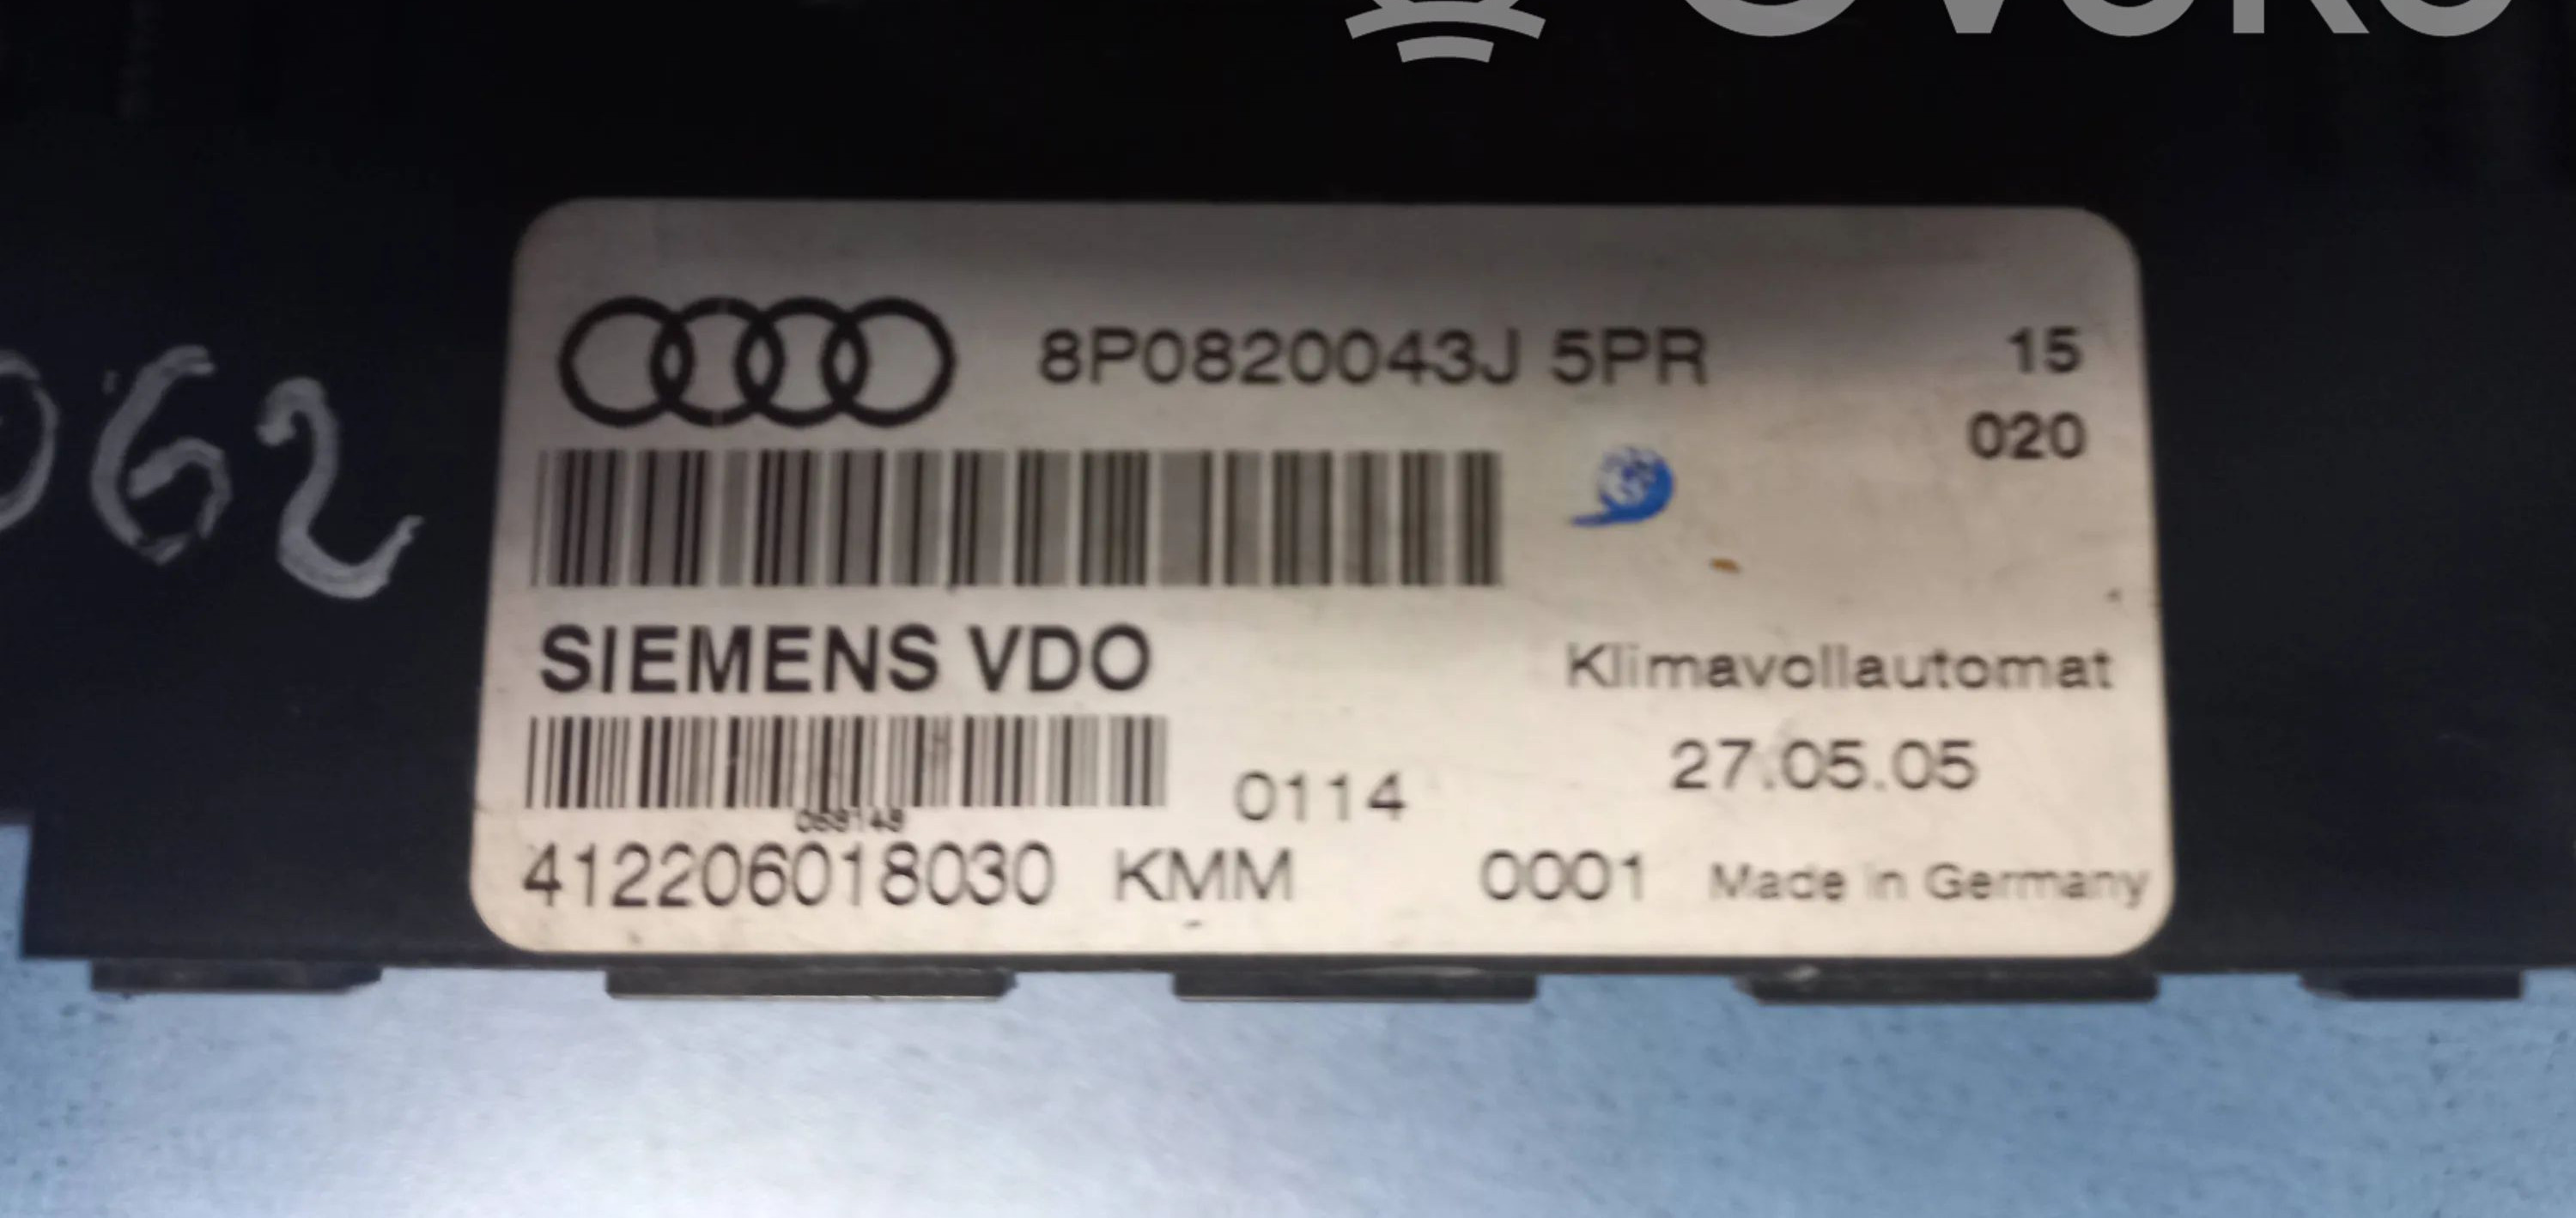 8P0820043J 5PR 15
020
SIEMENS VDO
Klimavollautomat
27.05.05
0114
412206018030 KMM 0001 Made in Germany
062